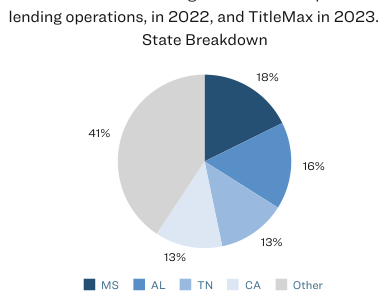 lending operations, in 2022, and TitleMax in 2023.
State Breakdown
18%
41%
16%
13%
13%
MS AL TN CA Other